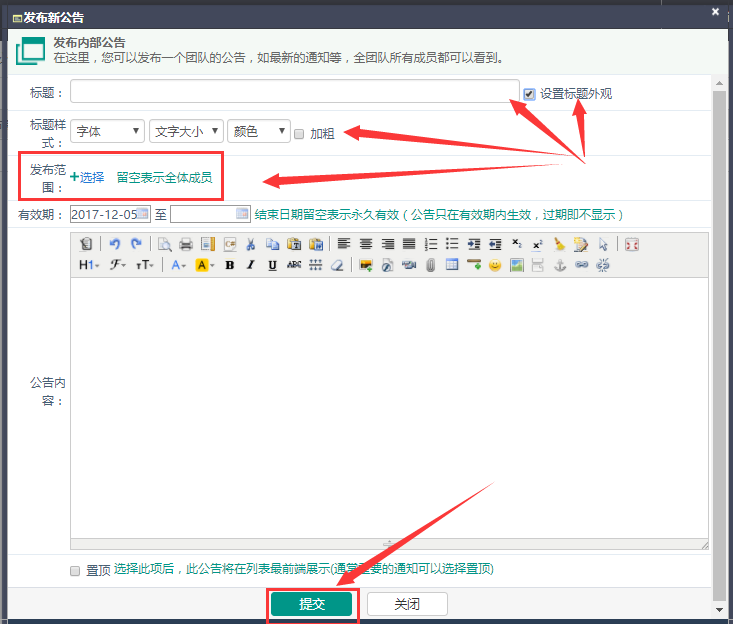 发布新公告
发布内部公告
在这里，您可以发布一个团队的公告，如最新的通知等，全团队所有成员都可以看到。
标题： 设置标题外观
标题样式： 字体 文字大小 颜色 加粗
发布范围： +选择 留空表示全体成员
有效期： 2017-12-05 至 结束日期留空表示永久有效（公告只在有效期内生效，过期即不显示）
H1 F тT A A B I U ABC
公告内容：
置顶 选择此项后，此公告将在列表最前端展示(通常重要的通知可以选择置顶)
提交 关闭